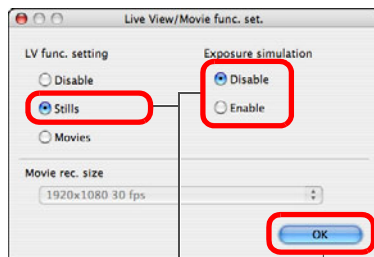 Live View/Movie func. set.
LV func. setting
Disable
Stills
Movies
Exposure simulation
Disable
Enable
Movie rec. size
1920x1080 30 fps
OK